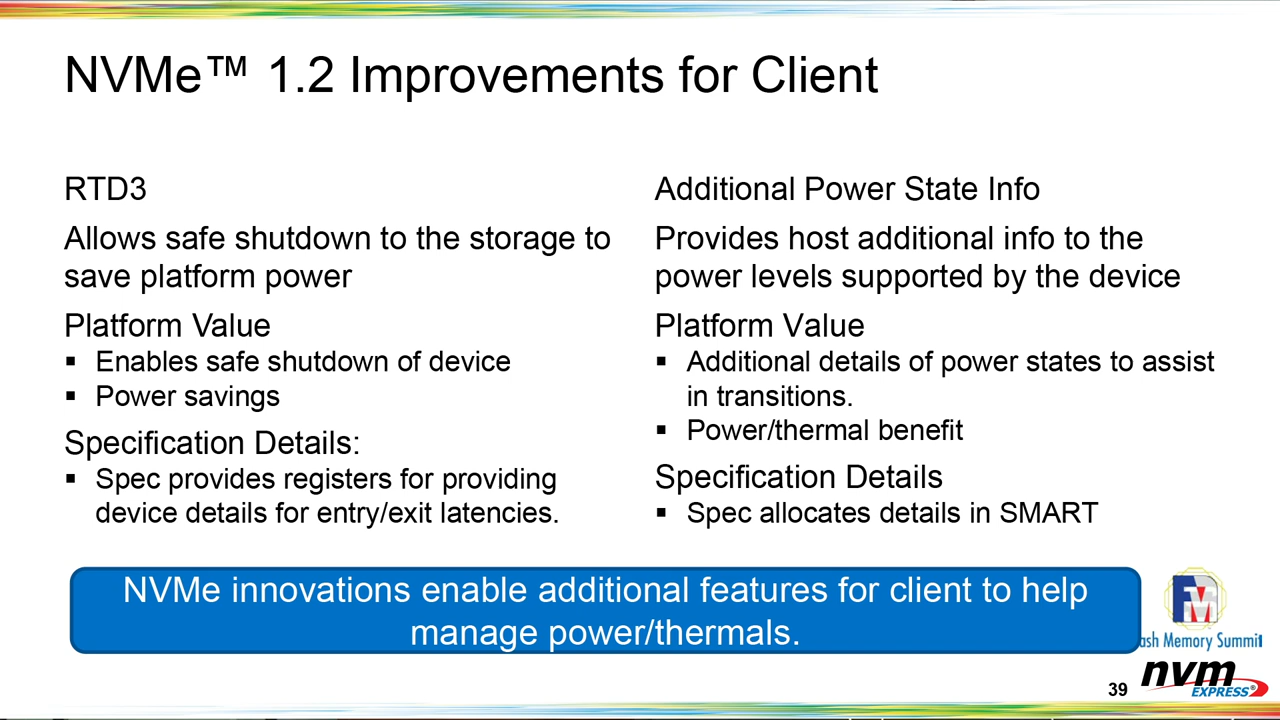 NVMe™ 1.2 Improvements for Client
RTD3
Allows safe shutdown to the storage to
save platform power
Platform Value
▪ Enables safe shutdown of device
▪ Power savings
Specification Details:
▪ Spec provides registers for providing
device details for entry/exit latencies.
Additional Power State Info
Provides host additional info to the
power levels supported by the device
Platform Value
▪ Additional details of power states to assist
in transitions.
▪ Power/thermal benefit
Specification Details
▪ Spec allocates details in SMART
NVMe innovations enable additional features for client to help
manage power/thermals.
FM
ash Memory Summit
39
nvm
EXPRESS®